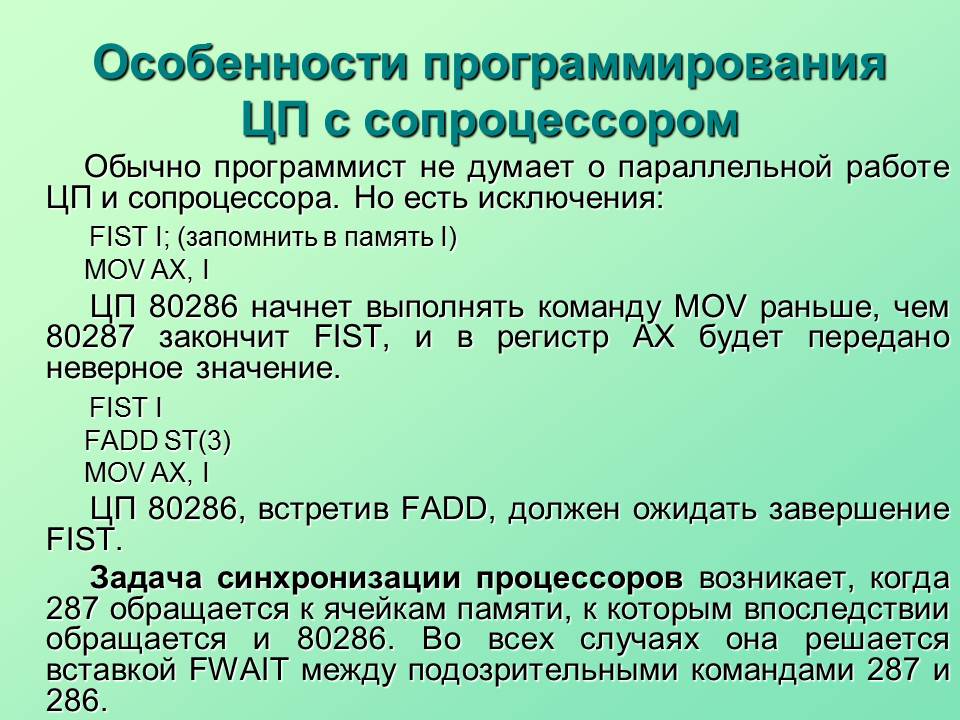 Особенности программирования
ЦП с сопроцессором
Обычно программист не думает о параллельной работе
ЦП и сопроцессора. Но есть исключения:
FIST I; (запомнить в память I)
MOV AX, I
ЦП 80286 начнет выполнять команду MOV раньше, чем
80287 закончит FIST, и в регистр AX будет передано
неверное значение.
FIST I
FADD ST(3)
MOV AX, I
ЦП 80286, встретив FADD, должен ожидать завершение
FIST.
Задача синхронизации процессоров возникает, когда
287 обращается к ячейкам памяти, к которым впоследствии
обращается и 80286. Во всех случаях она решается
вставкой FWAIT между подозрительными командами 287 и
286.